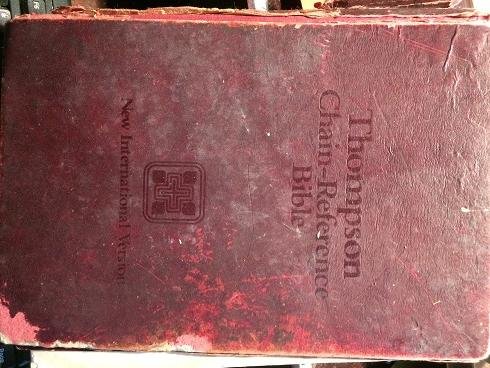 Thompson
Chain-Reference
Bible
New International Version